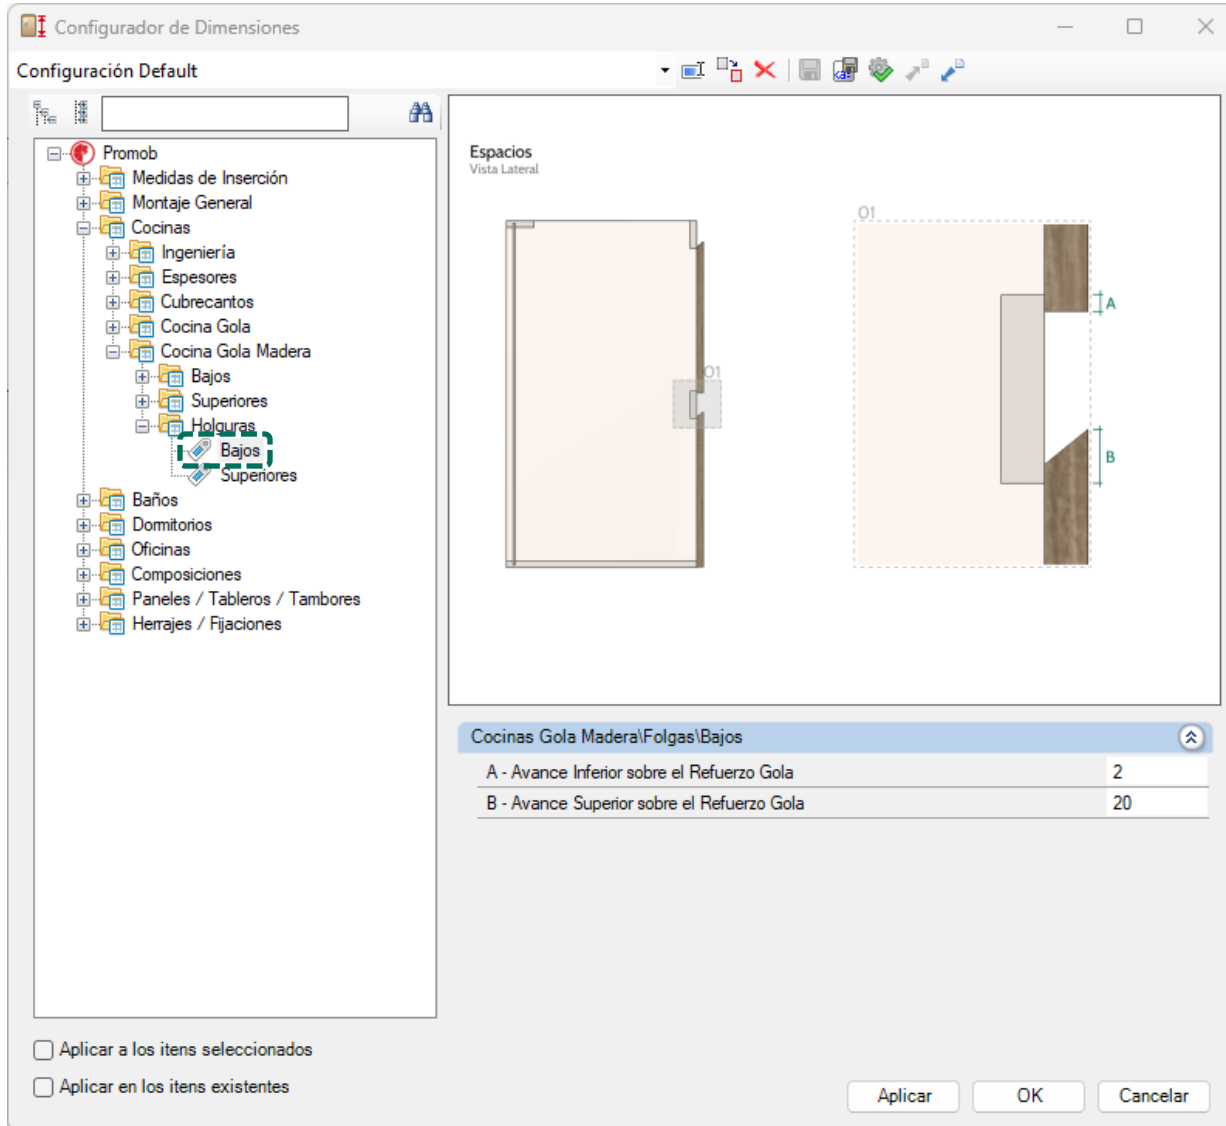 Configurador de Dimensiones
Configuración Default
Promob
Medidas de Inserción
Montaje General
Cocinas
Ingeniería
Espesores
Cubrecantos
Cocina Gola
Cocina Gola Madera
Bajos
Superiores
Holguras
Bajos
Superiores
Baños
Dormitorios
Oficinas
Composiciones
Paneles / Tableros / Tambores
Herrajes / Fijaciones
Espacios
Vista Lateral
01
01
A
B
Cocinas Gola Madera\Folgas\Bajos
A - Avance Inferior sobre el Refuerzo Gola 2
B - Avance Superior sobre el Refuerzo Gola 20
Aplicar a los itens seleccionados
Aplicar en los itens existentes
Aplicar OK Cancelar